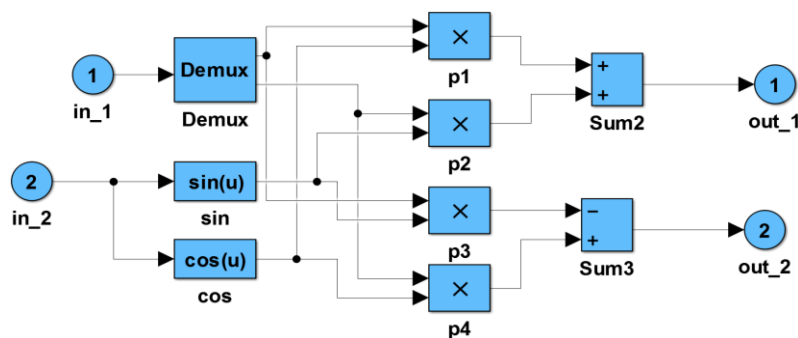 1
in_1
Demux
Demux
×
p1
+
+
Sum2
1
out_1
×
p2
2
in_2
sin(u)
sin
×
p3
−
+
Sum3
2
out_2
cos(u)
cos
×
p4